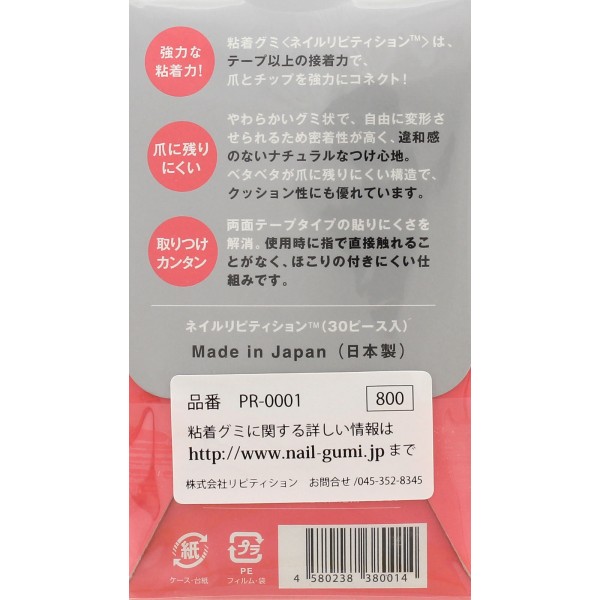 強力な
粘着力!
粘着グミ<ネイルリピティション™>は、
テープ以上の接着力で、
爪とチップを強力にコネクト!
爪に残り
にくい
やわらかいグミ状で、自由に変形さ
せられるため密着性が高く、違和感
のないナチュラルなつけ心地。
ベタベタが爪に残りにくい構造で、
クッション性にも優れています。
取りつけ
カンタン
両面テープタイプの貼りにくさを
解消。使用時に指で直接触れるこ
とがなく、ほこりの付きにくい仕
組みです。
ネイルリピティション™(30ピース入)
Made in Japan(日本製)
品番 PR-0001 800
粘着グミに関する詳しい情報は
http://www.nail-gumi.jp まで
株式会社リピティション お問合せ/045-352-8345
紙
ケース・台紙
プラ
PE
フィルム・袋
4 580238 380014